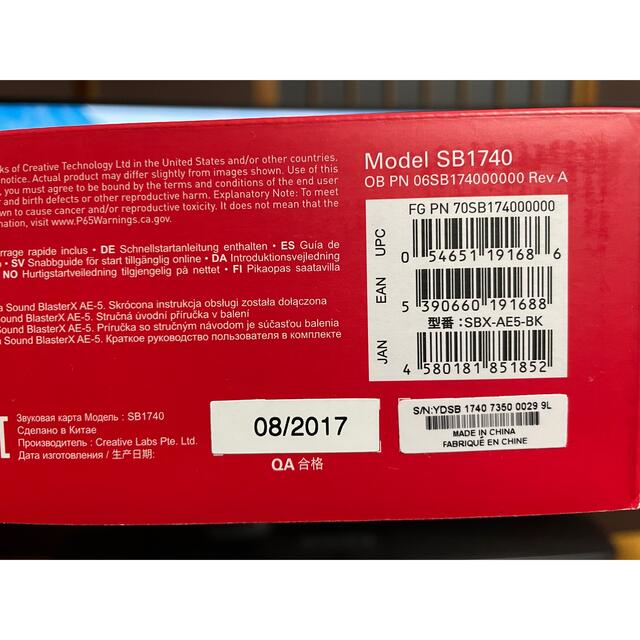 ks of Creative Technology Ltd in the United States and/or other countries.
notice. Actual product may differ slightly from images shown. Use of this
, you must agree to be bound by the terms and conditions of the end user
r and birth defects or other reproductive harm. Explanatory Note: To meet
own to cause cancer and/or reproductive toxicity. It does not mean that the
rmation, visit www.P65Warnings.ca.gov.
rrage rapide inclus • DE Schnellstartanleitung enthalten • ES Guía de
• SV Snabbguide för start tillgänglig online • DA Introduktionsvejledning
NO Hurtigstartveiledning tilgjengelig på nettet • FI Pikaopas saatavilla
a Sound BlasterX AE-5. Skrócona instrukcja obsługi została dołączona
Sound BlasterX AE-5. Stručná úvodní příručka v balení
Sound BlasterX AE-5. Príručka so stručným návodom je súčasťou balenia
a Sound BlasterX AE-5. Краткое руководство пользователя в комплекте
Звуковая карта Модель : SB1740
Сделано в Китае
Производитель : Creative Labs Pte. Ltd.
Дата изготовления / 生产日期:
08/2017
QA 合格
Model SB1740
OB PN 06SB174000000 Rev A
FG PN 70SB174000000
UPC
0 54651 19168 6
EAN
5 390660 191688
型番:SBX-AE5-BK
JAN
4 580181 851852
S/N:YDSB 1740 7350 0029 9L
MADE IN CHINA
FABRIQUÉ EN CHINE